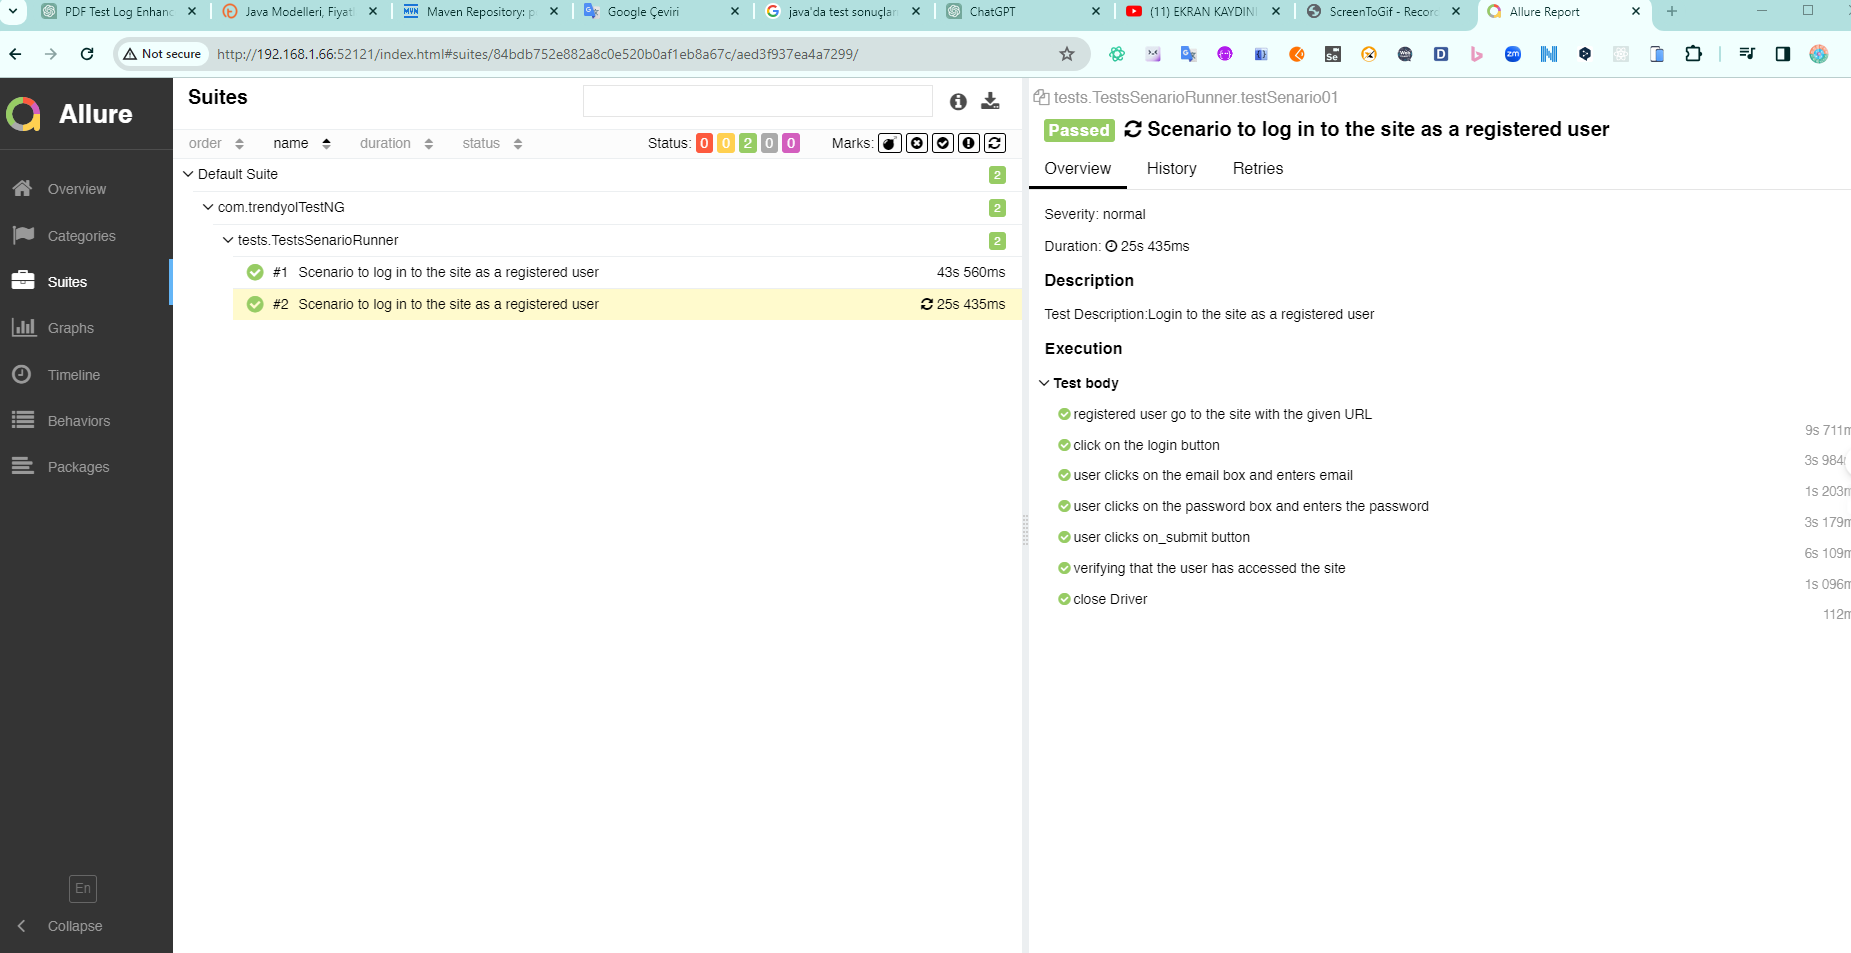 PDF Test Log Enhanc
Java Modelleri, Fiyatl
Maven Repository: p
Google Çeviri
java'da test sonuçları
ChatGPT
(11) EKRAN KAYDINI
ScreenToGif - Record
Allure Report
Not secure
http://192.168.1.66:52121/index.html#suites/84bdb752e882a8c0e520b0af1eb8a67c/aed3f937ea4a7299/
Allure
Overview
Categories
Suites
Graphs
Timeline
Behaviors
Packages
En
Collapse
Suites
order
name
duration
status
Status: 0 0 2 0 0
Marks:
Default Suite 2
com.trendyolTestNG 2
tests.TestsSenarioRunner 2
#1 Scenario to log in to the site as a registered user 43s 560ms
#2 Scenario to log in to the site as a registered user 25s 435ms
tests.TestsSenarioRunner.testSenario01
Passed Scenario to log in to the site as a registered user
Overview
History
Retries
Severity: normal
Duration: 25s 435ms
Description
Test Description:Login to the site as a registered user
Execution
Test body
registered user go to the site with the given URL
9s 711m
click on the login button
3s 984
user clicks on the email box and enters email
1s 203m
user clicks on the password box and enters the password
3s 179m
user clicks on_submit button
6s 109m
verifying that the user has accessed the site
1s 096m
close Driver
112m